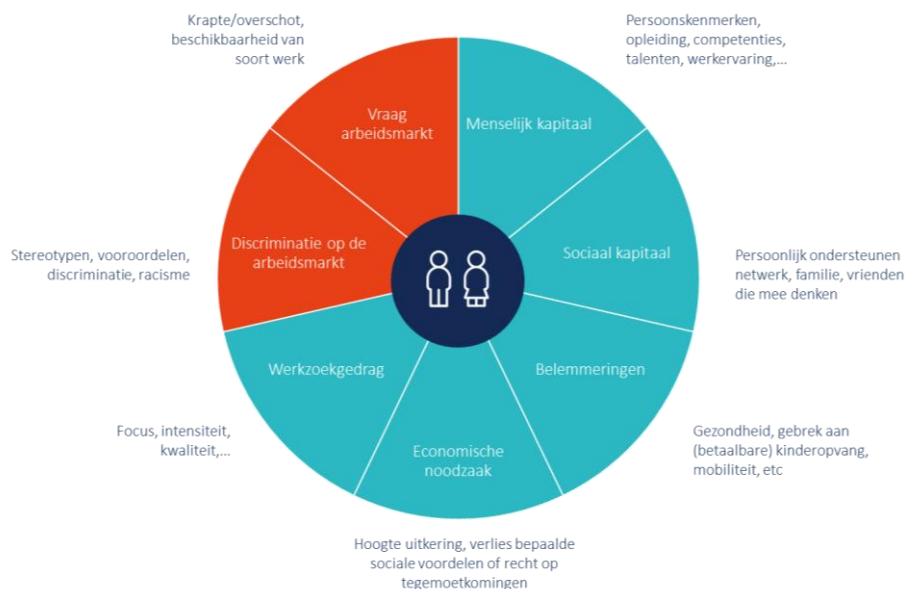 Krapte/overschot,
beschikbaarheid van
soort werk
Persoonskenmerken,
opleiding, competenties,
talenten, werkervaring,...
Vraag
arbeidsmarkt
Menselijk kapitaal
Stereotypen, vooroordelen,
discriminatie, racisme
Discriminatie op de
arbeidsmarkt
Sociaal kapitaal
Persoonlijk ondersteunen
netwerk, familie, vrienden
die mee denken
Werkzoekgedrag
Belemmeringen
Focus, intensiteit,
kwaliteit,...
Economische
noodzaak
Gezondheid, gebrek aan
(betaalbare) kinderopvang,
mobiliteit, etc
Hoogte uitkering, verlies bepaalde
sociale voordelen of recht op
tegemoetkomingen